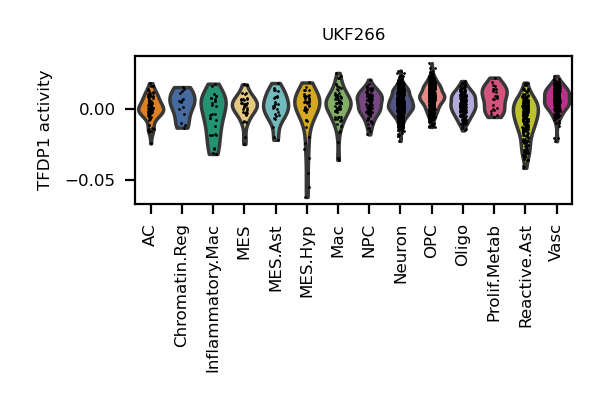 UKF266
TFDP1 activity
0.00
−0.05
AC
Chromatin.Reg
Inflammatory.Mac
MES
MES.Ast
MES.Hyp
Mac
NPC
Neuron
OPC
Oligo
Prolif.Metab
Reactive.Ast
Vasc